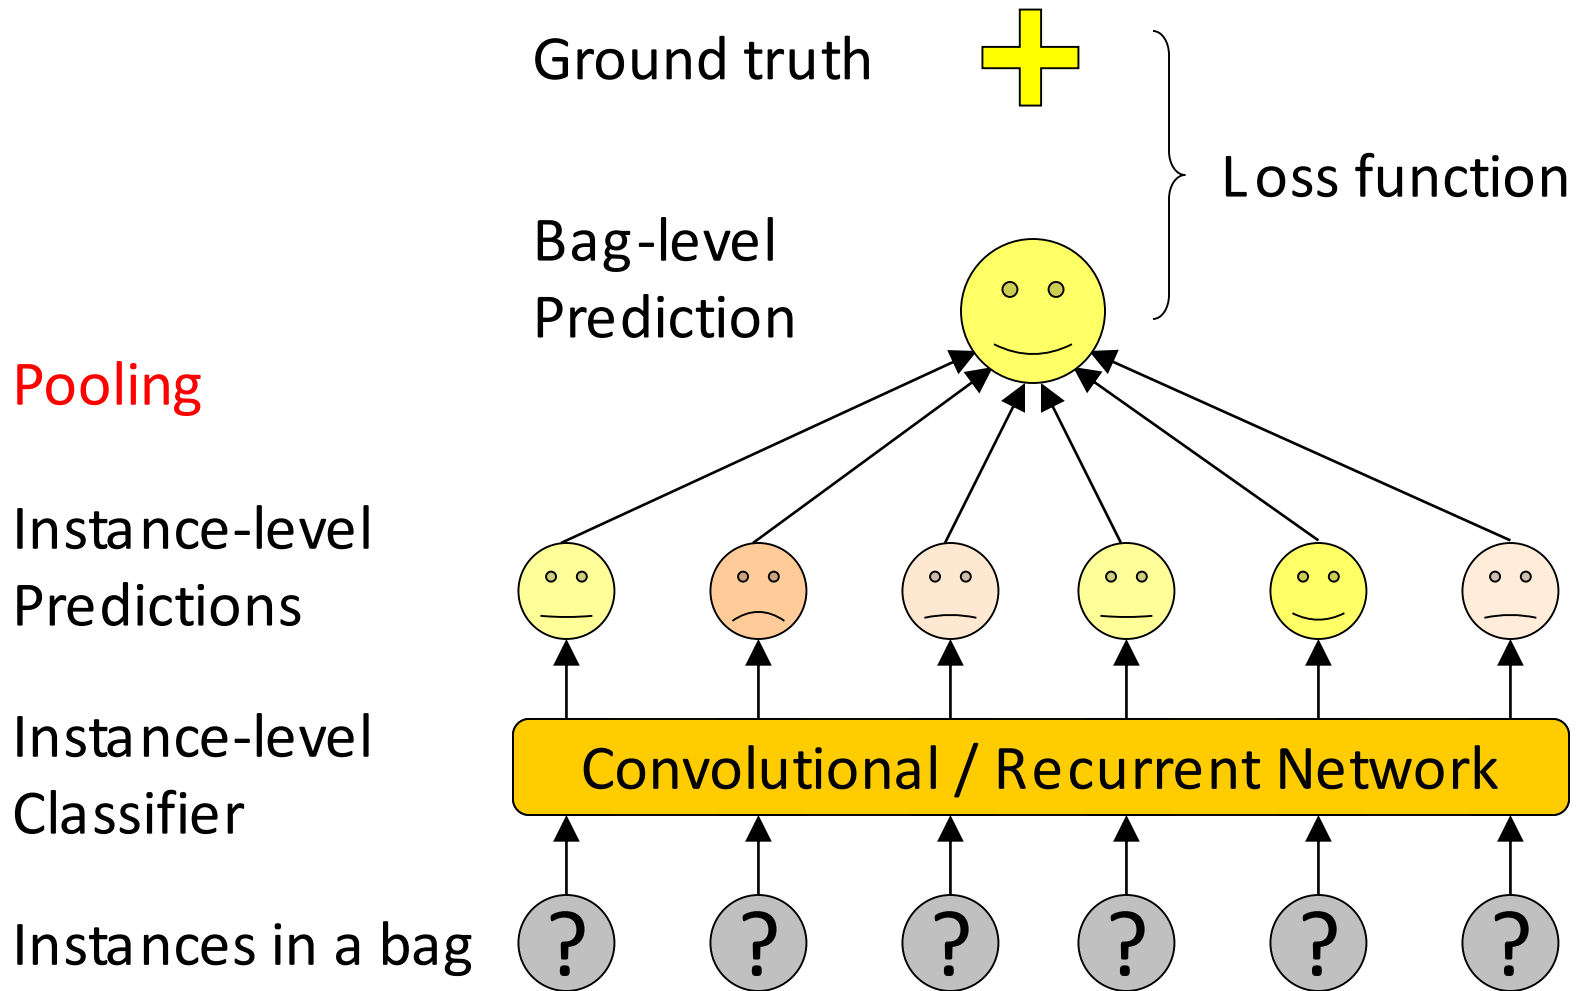 Ground truth
Loss function
Bag-level
Prediction
Pooling
Instance-level
Predictions
Instance-level
Classifier
Convolutional / Recurrent Network
Instances in a bag
? ? ? ? ? ?